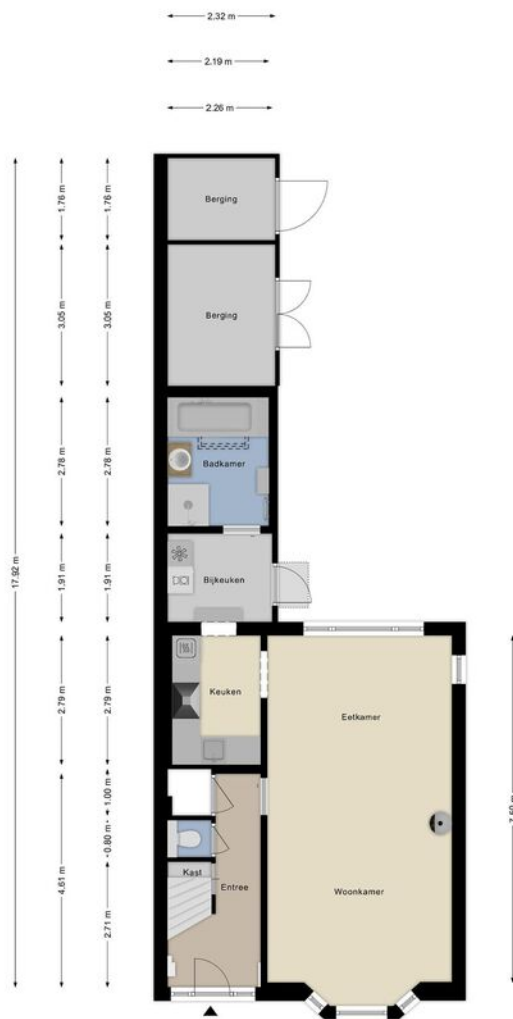 2.32 m
2.19 m
2.26 m
17.92 m
1.76 m
1.76 m
Berging
3.05 m
3.05 m
Berging
2.78 m
2.78 m
Badkamer
1.91 m
1.91 m
Bijkeuken
2.79 m
2.79 m
Keuken
Eetkamer
4.61 m
1.00 m
0.80 m
2.71 m
Kast
Entree
Woonkamer